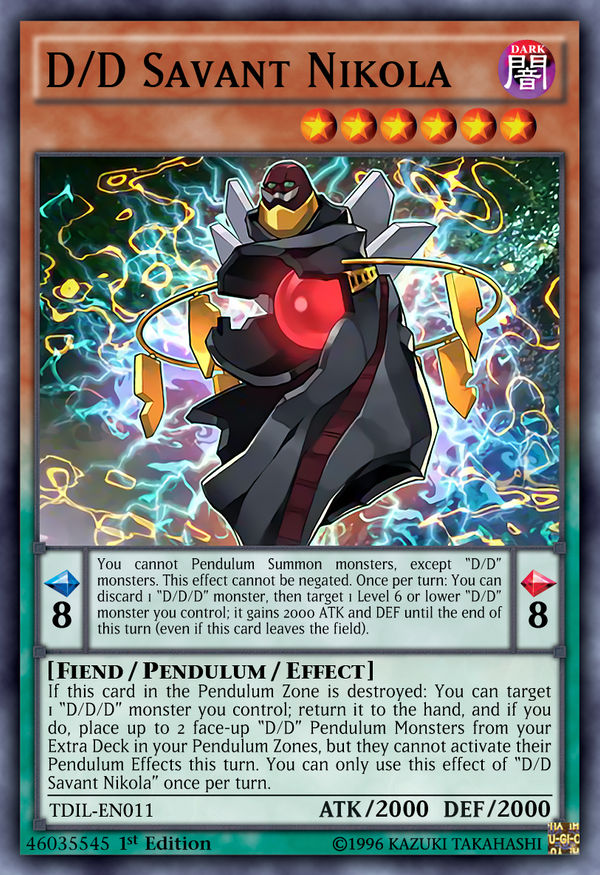 D/D Savant Nikola
DARK
闇
You cannot Pendulum Summon monsters, except "D/D"
monsters. This effect cannot be negated. Once per turn: You can
discard 1 "D/D/D" monster, then target 1 Level 6 or lower "D/D"
monster you control; it gains 2000 ATK and DEF until the end of
this turn (even if this card leaves the field).
8
8
[Fiend / Pendulum / Effect]
If this card in the Pendulum Zone is destroyed: You can target
1 "D/D/D" monster you control; return it to the hand, and if you
do, place up to 2 face-up "D/D" Pendulum Monsters from your
Extra Deck in your Pendulum Zones, but they cannot activate their
Pendulum Effects this turn. You can only use this effect of "D/D
Savant Nikola" once per turn.
TDIL-EN011 ATK/2000 DEF/2000
46035545 1st Edition ©1996 KAZUKI TAKAHASHI